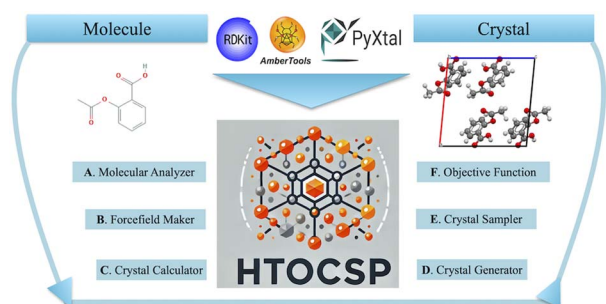 Molecule
RDKit
AmberTools
PyXtal
Crystal
H
O
O
O
O
A. Molecular Analyzer
B. Forcefield Maker
C. Crystal Calculator
HTOCSP
F. Objective Function
E. Crystal Sampler
D. Crystal Generator